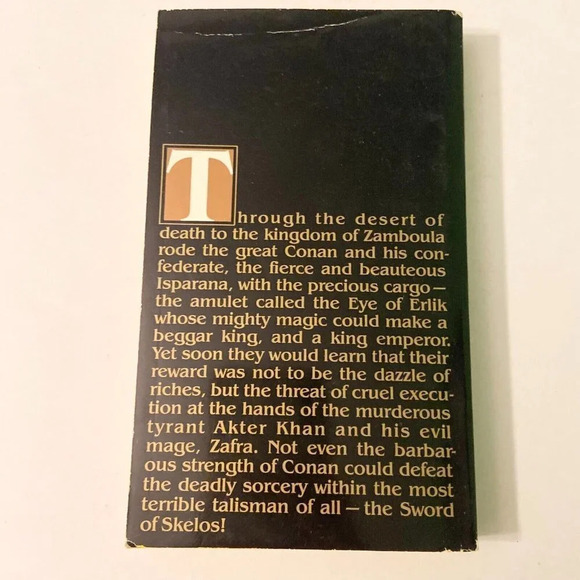 Through the desert of
death to the kingdom of Zamboula
rode the great Conan and his con-
federate, the fierce and beauteous
Isparana, with the precious cargo—
the amulet called the Eye of Erlik
whose mighty magic could make a
beggar king, and a king emperor.
Yet soon they would learn that their
reward was not to be the dazzle of
riches, but the threat of cruel execu-
tion at the hands of the murderous
tyrant Akter Khan and his evil
mage, Zafra. Not even the barbar-
ous strength of Conan could defeat
the deadly sorcery within the most
terrible talisman of all — the Sword
of Skelos!